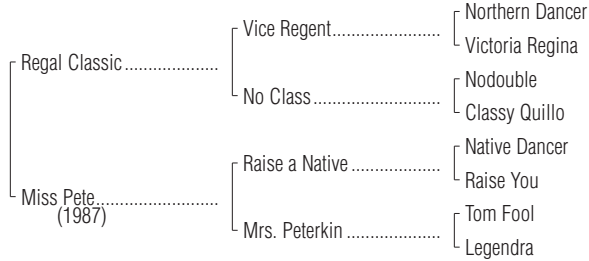 Northern Dancer
Vice Regent....................
Victoria Regina
Regal Classic ...................
Nodouble
No Class........................
Classy Quillo
Native Dancer
Raise a Native .................
Raise You
Miss Pete.......................
(1987)
Tom Fool
Mrs. Peterkin .................
Legendra